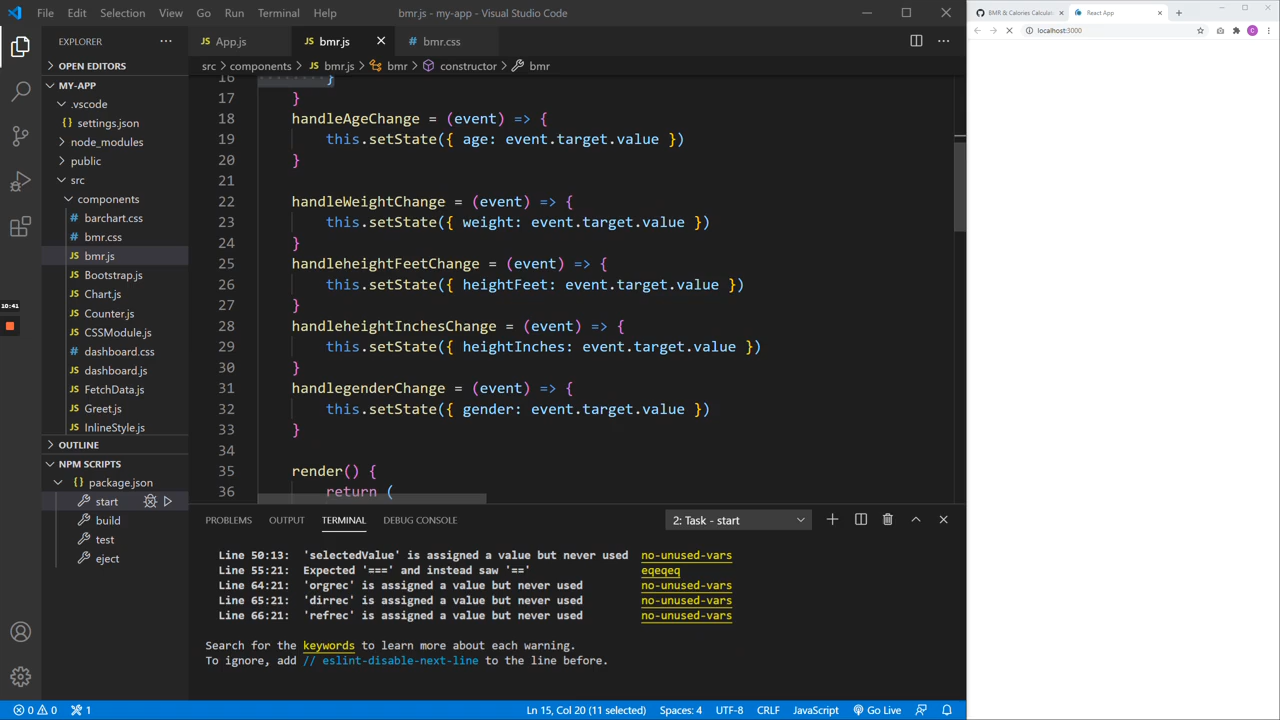 File Edit Selection View Go Run Terminal Help
bmr.js - my-app - Visual Studio Code
BMR & Calories Calcula
React App
localhost:3000
EXPLORER
App.js
bmr.js
bmr.css
OPEN EDITORS
src components bmr.js bmr constructor bmr
MY-APP
.vscode
settings.json
node_modules
public
src
components
barchart.css
bmr.css
bmr.js
Bootstrap.js
Chart.js
Counter.js
CSSModule.js
dashboard.css
dashboard.js
FetchData.js
Greet.js
InlineStyle.js
OUTLINE
NPM SCRIPTS
package.json
start
build
test
eject
10:41
16 }
17 }
18 handleAgeChange = (event) => {
19 this.setState({ age: event.target.value })
20 }
21
22 handleWeightChange = (event) => {
23 this.setState({ weight: event.target.value })
24 }
25 handleheightFeetChange = (event) => {
26 this.setState({ heightFeet: event.target.value })
27 }
28 handleheightInchesChange = (event) => {
29 this.setState({ heightInches: event.target.value })
30 }
31 handlegenderChange = (event) => {
32 this.setState({ gender: event.target.value })
33 }
34
35 render() {
36 return (
PROBLEMS OUTPUT TERMINAL DEBUG CONSOLE
2: Task - start
Line 50:13: 'selectedValue' is assigned a value but never used no-unused-vars
Line 55:21: Expected '===' and instead saw '==' eqeqeq
Line 64:21: 'orgrec' is assigned a value but never used no-unused-vars
Line 65:21: 'dirrec' is assigned a value but never used no-unused-vars
Line 66:21: 'refrec' is assigned a value but never used no-unused-vars
Search for the keywords to learn more about each warning.
To ignore, add // eslint-disable-next-line to the line before.
0 0 1
Ln 15, Col 20 (11 selected) Spaces: 4 UTF-8 CRLF JavaScript Go Live